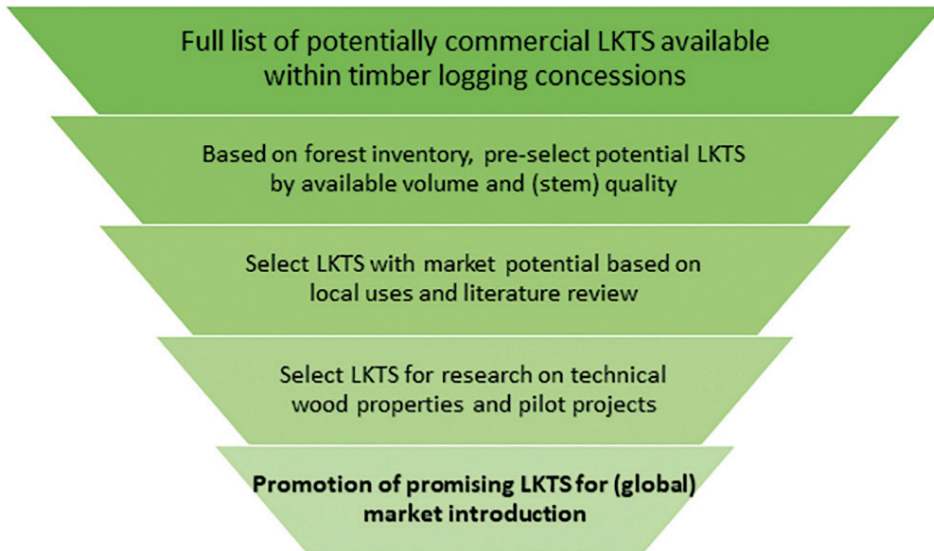 Full list of potentially commercial LKTS available
within timber logging concessions
Based on forest inventory, pre-select potential LKTS
by available volume and (stem) quality
Select LKTS with market potential based on
local uses and literature review
Select LKTS for research on technical
wood properties and pilot projects
Promotion of promising LKTS for (global)
market introduction